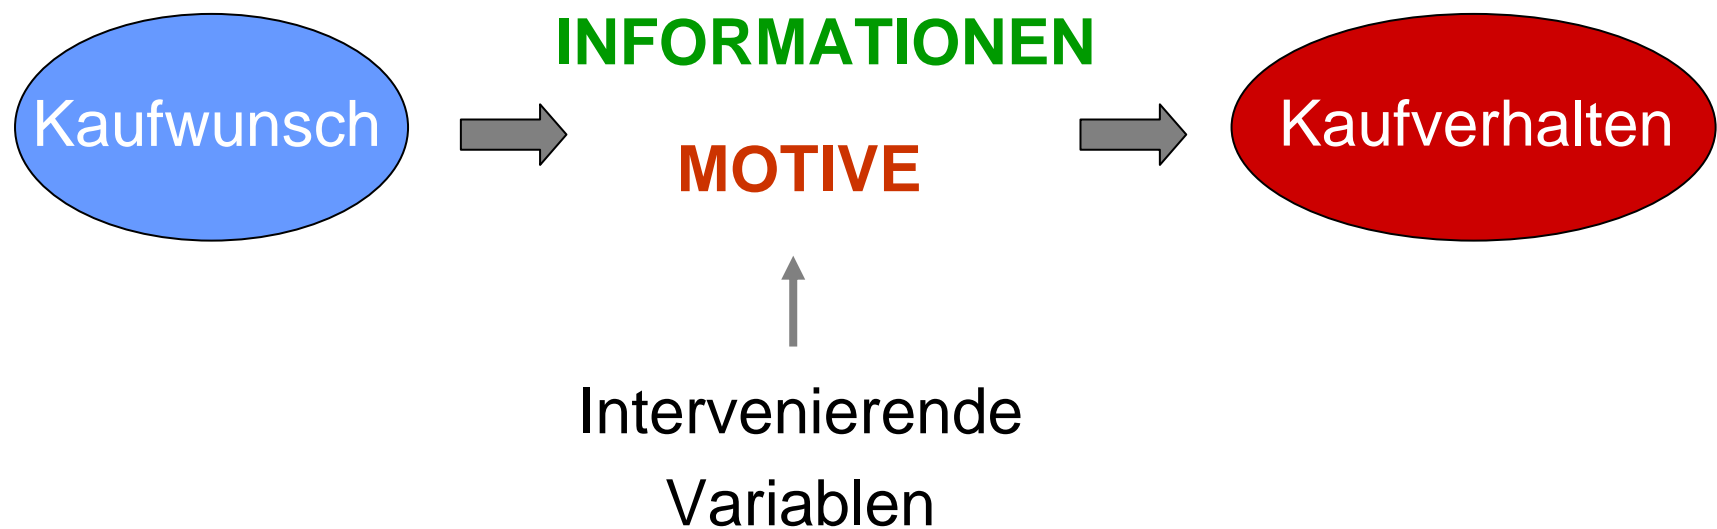 INFORMATIONEN
Kaufwunsch
Kaufverhalten
MOTIVE
Intervenierende
Variablen